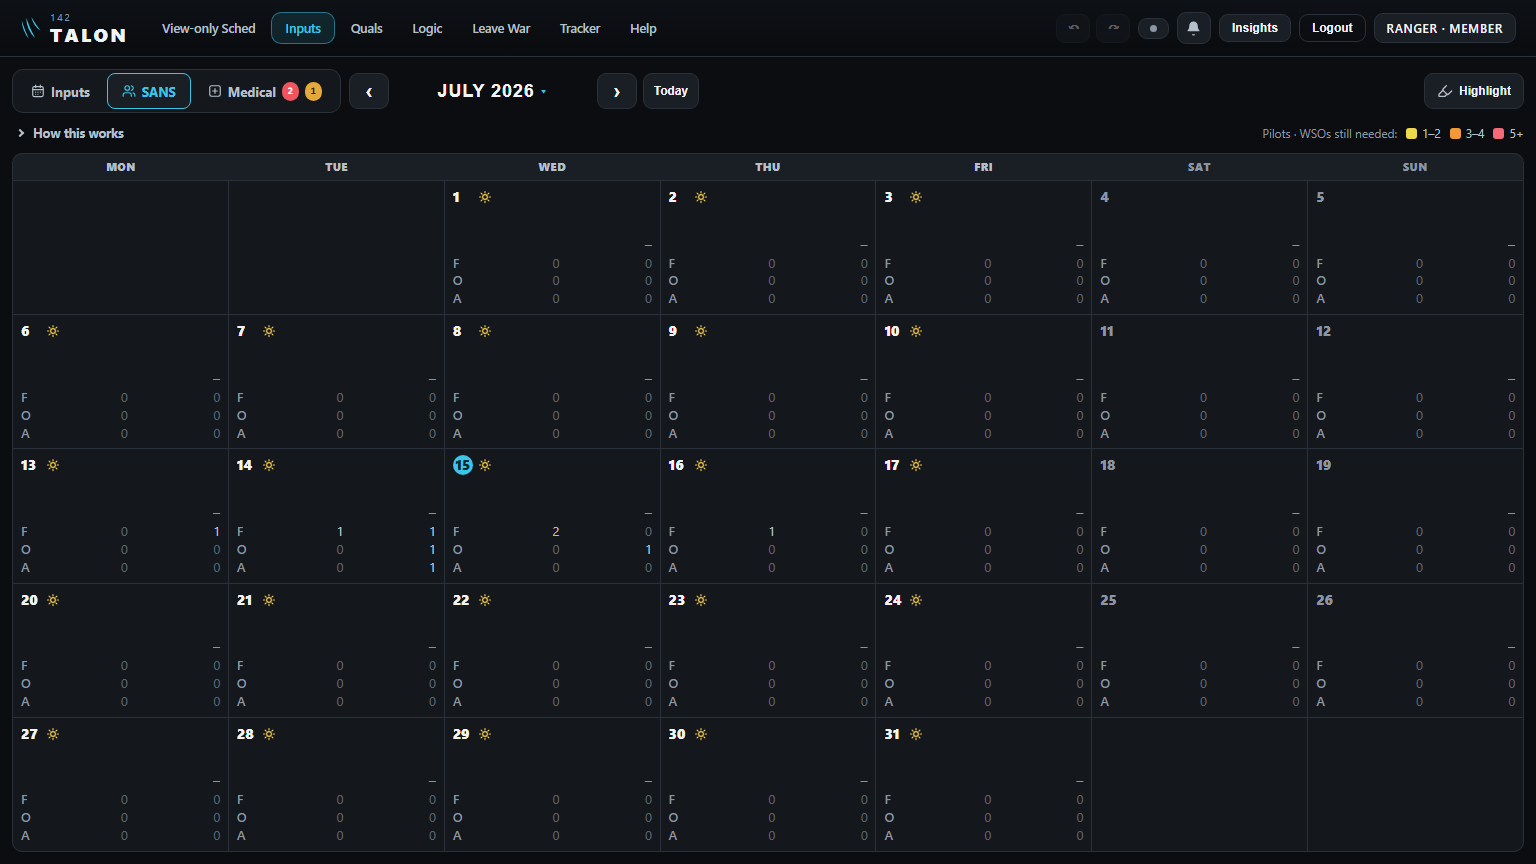 142
TALON
View-only Sched
Inputs
Quals
Logic
Leave War
Tracker
Help
Insights
Logout
RANGER · MEMBER
Inputs
SANS
Medical 2 1
‹
JULY 2026
›
Today
Highlight
How this works
Pilots · WSOs still needed: 1–2 3–4 5+
MON TUE WED THU FRI SAT SUN
1 2 3 4 5
– – – – –
F 0 0 F 0 0 F 0 0 F 0 0 F 0 0
O 0 0 O 0 0 O 0 0 O 0 0 O 0 0
A 0 0 A 0 0 A 0 0 A 0 0 A 0 0
6 7 8 9 10 11 12
– – – – – – –
F 0 0 F 0 0 F 0 0 F 0 0 F 0 0 F 0 0 F 0 0
O 0 0 O 0 0 O 0 0 O 0 0 O 0 0 O 0 0 O 0 0
A 0 0 A 0 0 A 0 0 A 0 0 A 0 0 A 0 0 A 0 0
13 14 15 16 17 18 19
– – – – – – –
F 0 1 F 1 1 F 2 0 F 1 0 F 0 0 F 0 0 F 0 0
O 0 0 O 0 1 O 0 1 O 0 0 O 0 0 O 0 0 O 0 0
A 0 0 A 0 1 A 0 0 A 0 0 A 0 0 A 0 0 A 0 0
20 21 22 23 24 25 26
– – – – – – –
F 0 0 F 0 0 F 0 0 F 0 0 F 0 0 F 0 0 F 0 0
O 0 0 O 0 0 O 0 0 O 0 0 O 0 0 O 0 0 O 0 0
A 0 0 A 0 0 A 0 0 A 0 0 A 0 0 A 0 0 A 0 0
27 28 29 30 31
– – – – –
F 0 0 F 0 0 F 0 0 F 0 0 F 0 0
O 0 0 O 0 0 O 0 0 O 0 0 O 0 0
A 0 0 A 0 0 A 0 0 A 0 0 A 0 0